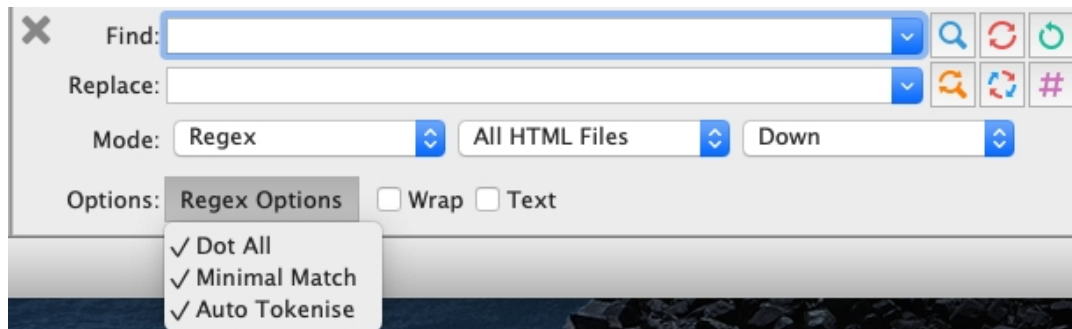 Find:
Replace:
Mode: Regex All HTML Files Down
Options: Regex Options Wrap Text
✓ Dot All
✓ Minimal Match
✓ Auto Tokenise